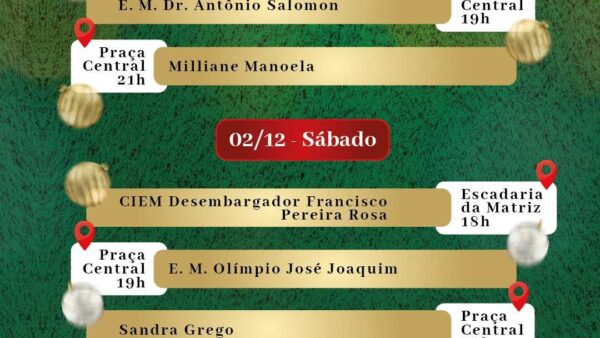 E. M. Dr. Antônio Salomon
Central
19h
Praça
Central
21h
Milliane Manoela
02/12 - Sábado
CIEM Desembargador Francisco
Pereira Rosa
Escadaria
da Matriz
18h
Praça
Central
19h
E. M. Olímpio José Joaquim
Sandra Grego
Praça
Central